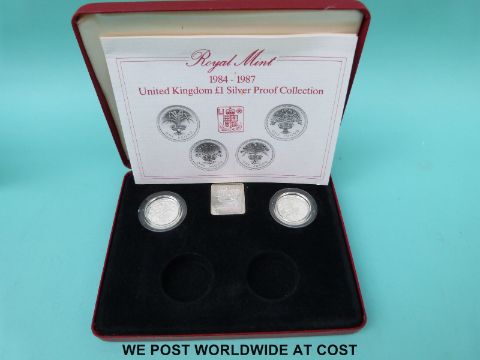 Royal Mint
1984 - 1987
United Kingdom £1 Silver Proof Collection
WE POST WORLDWIDE AT COST